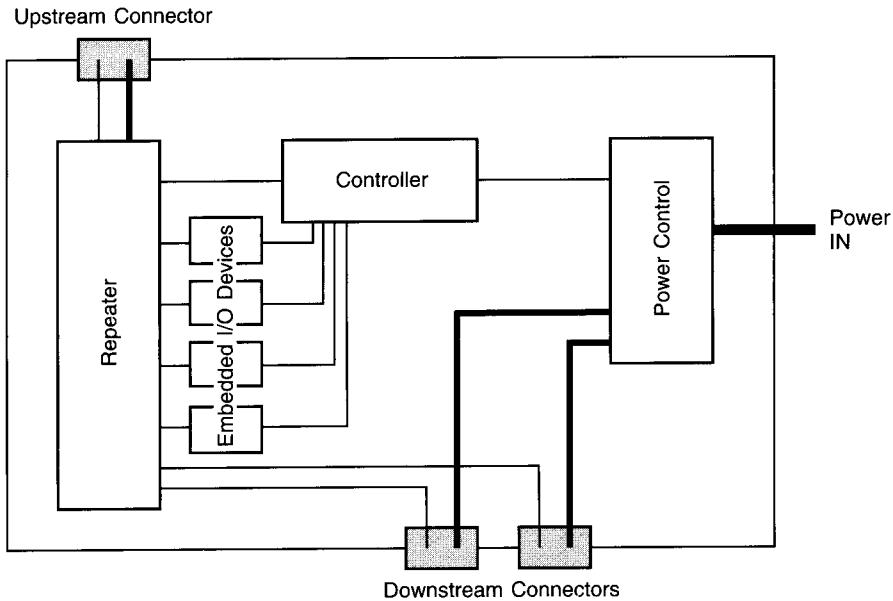 Upstream Connector
Controller
Power Control
Power
IN
Repeater
Embedded I/O Devices
Downstream Connectors